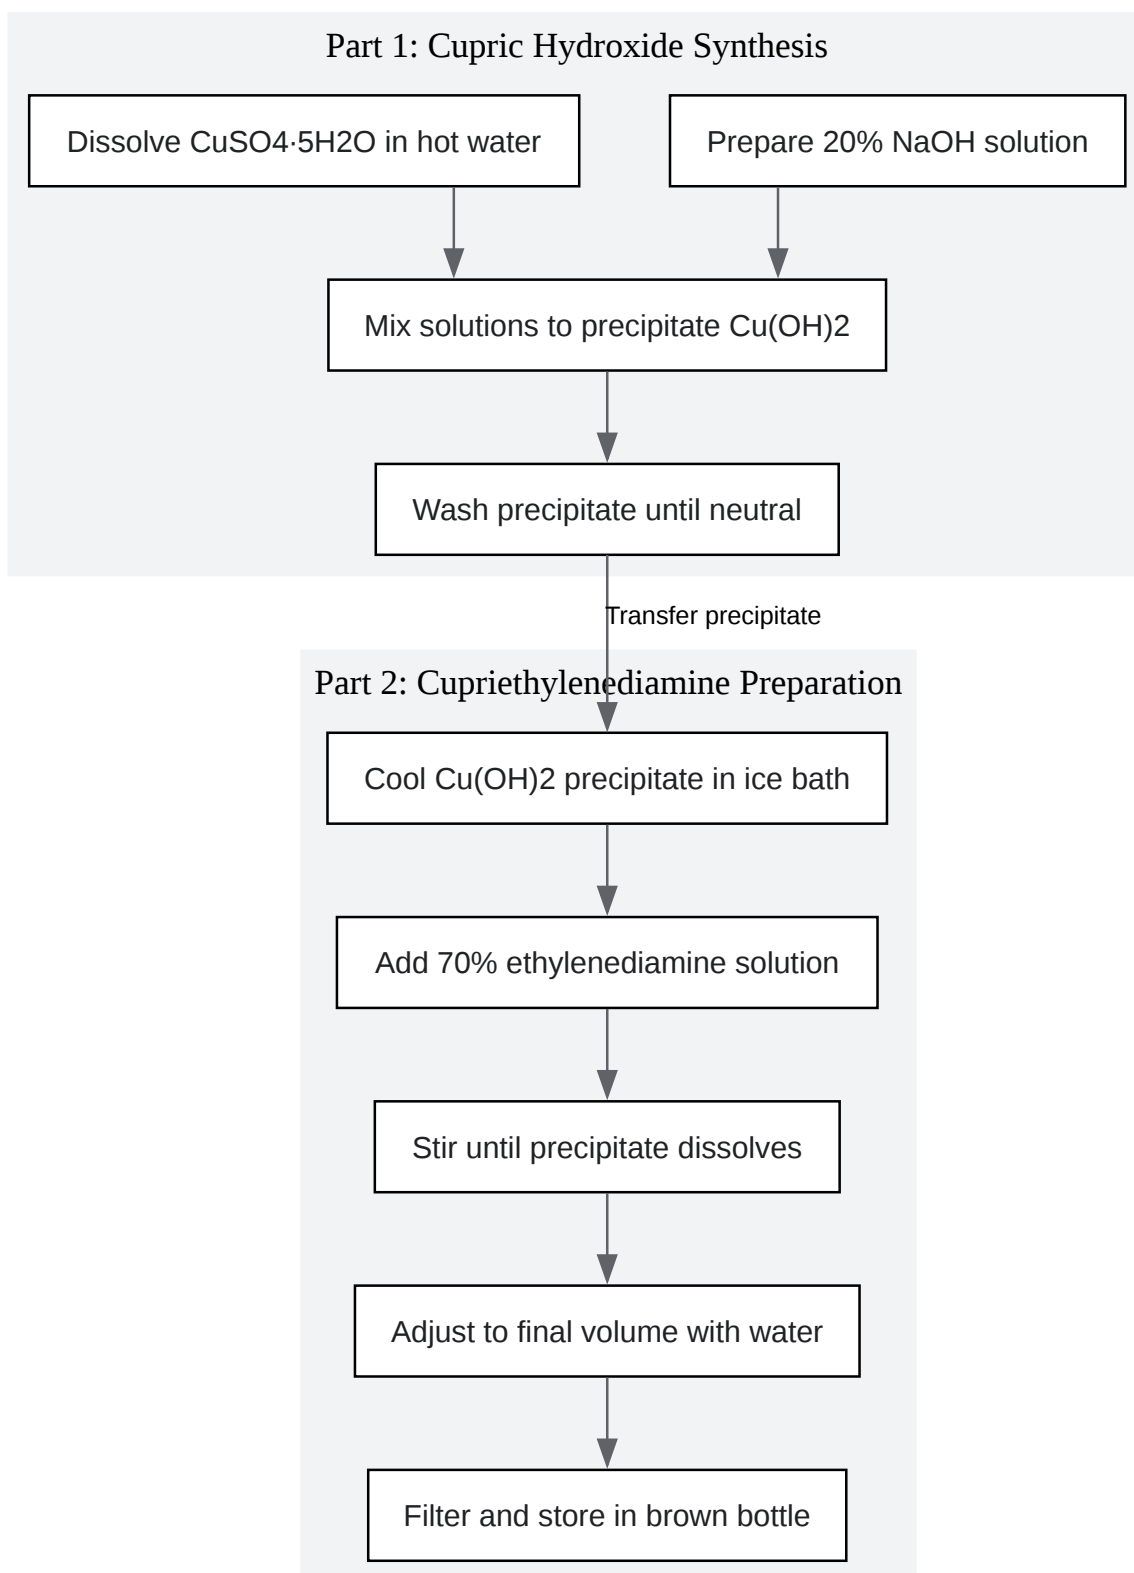 Part 1: Cupric Hydroxide Synthesis
Dissolve CuSO4·5H2O in hot water
Prepare 20% NaOH solution
Mix solutions to precipitate Cu(OH)2
Wash precipitate until neutral
Transfer precipitate
Part 2: Cupriethylenediamine Preparation
Cool Cu(OH)2 precipitate in ice bath
Add 70% ethylenediamine solution
Stir until precipitate dissolves
Adjust to final volume with water
Filter and store in brown bottle